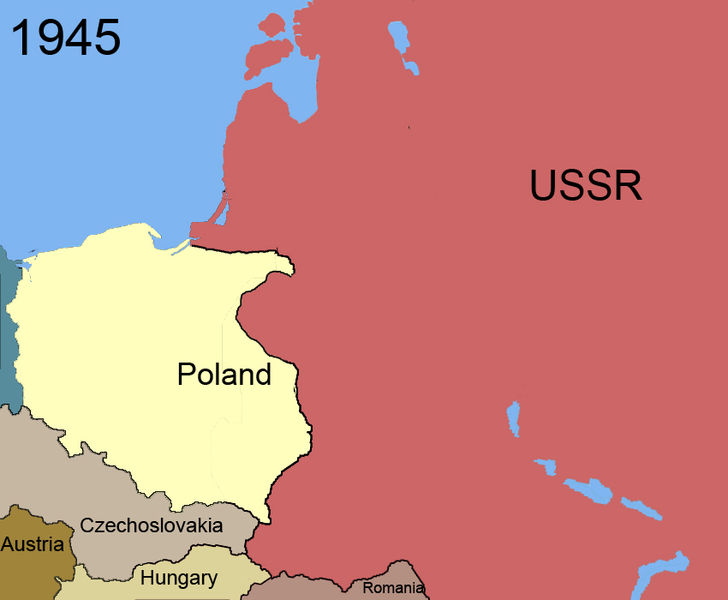 1945
USSR
Poland
Czechoslovakia
Austria
Hungary
Romania